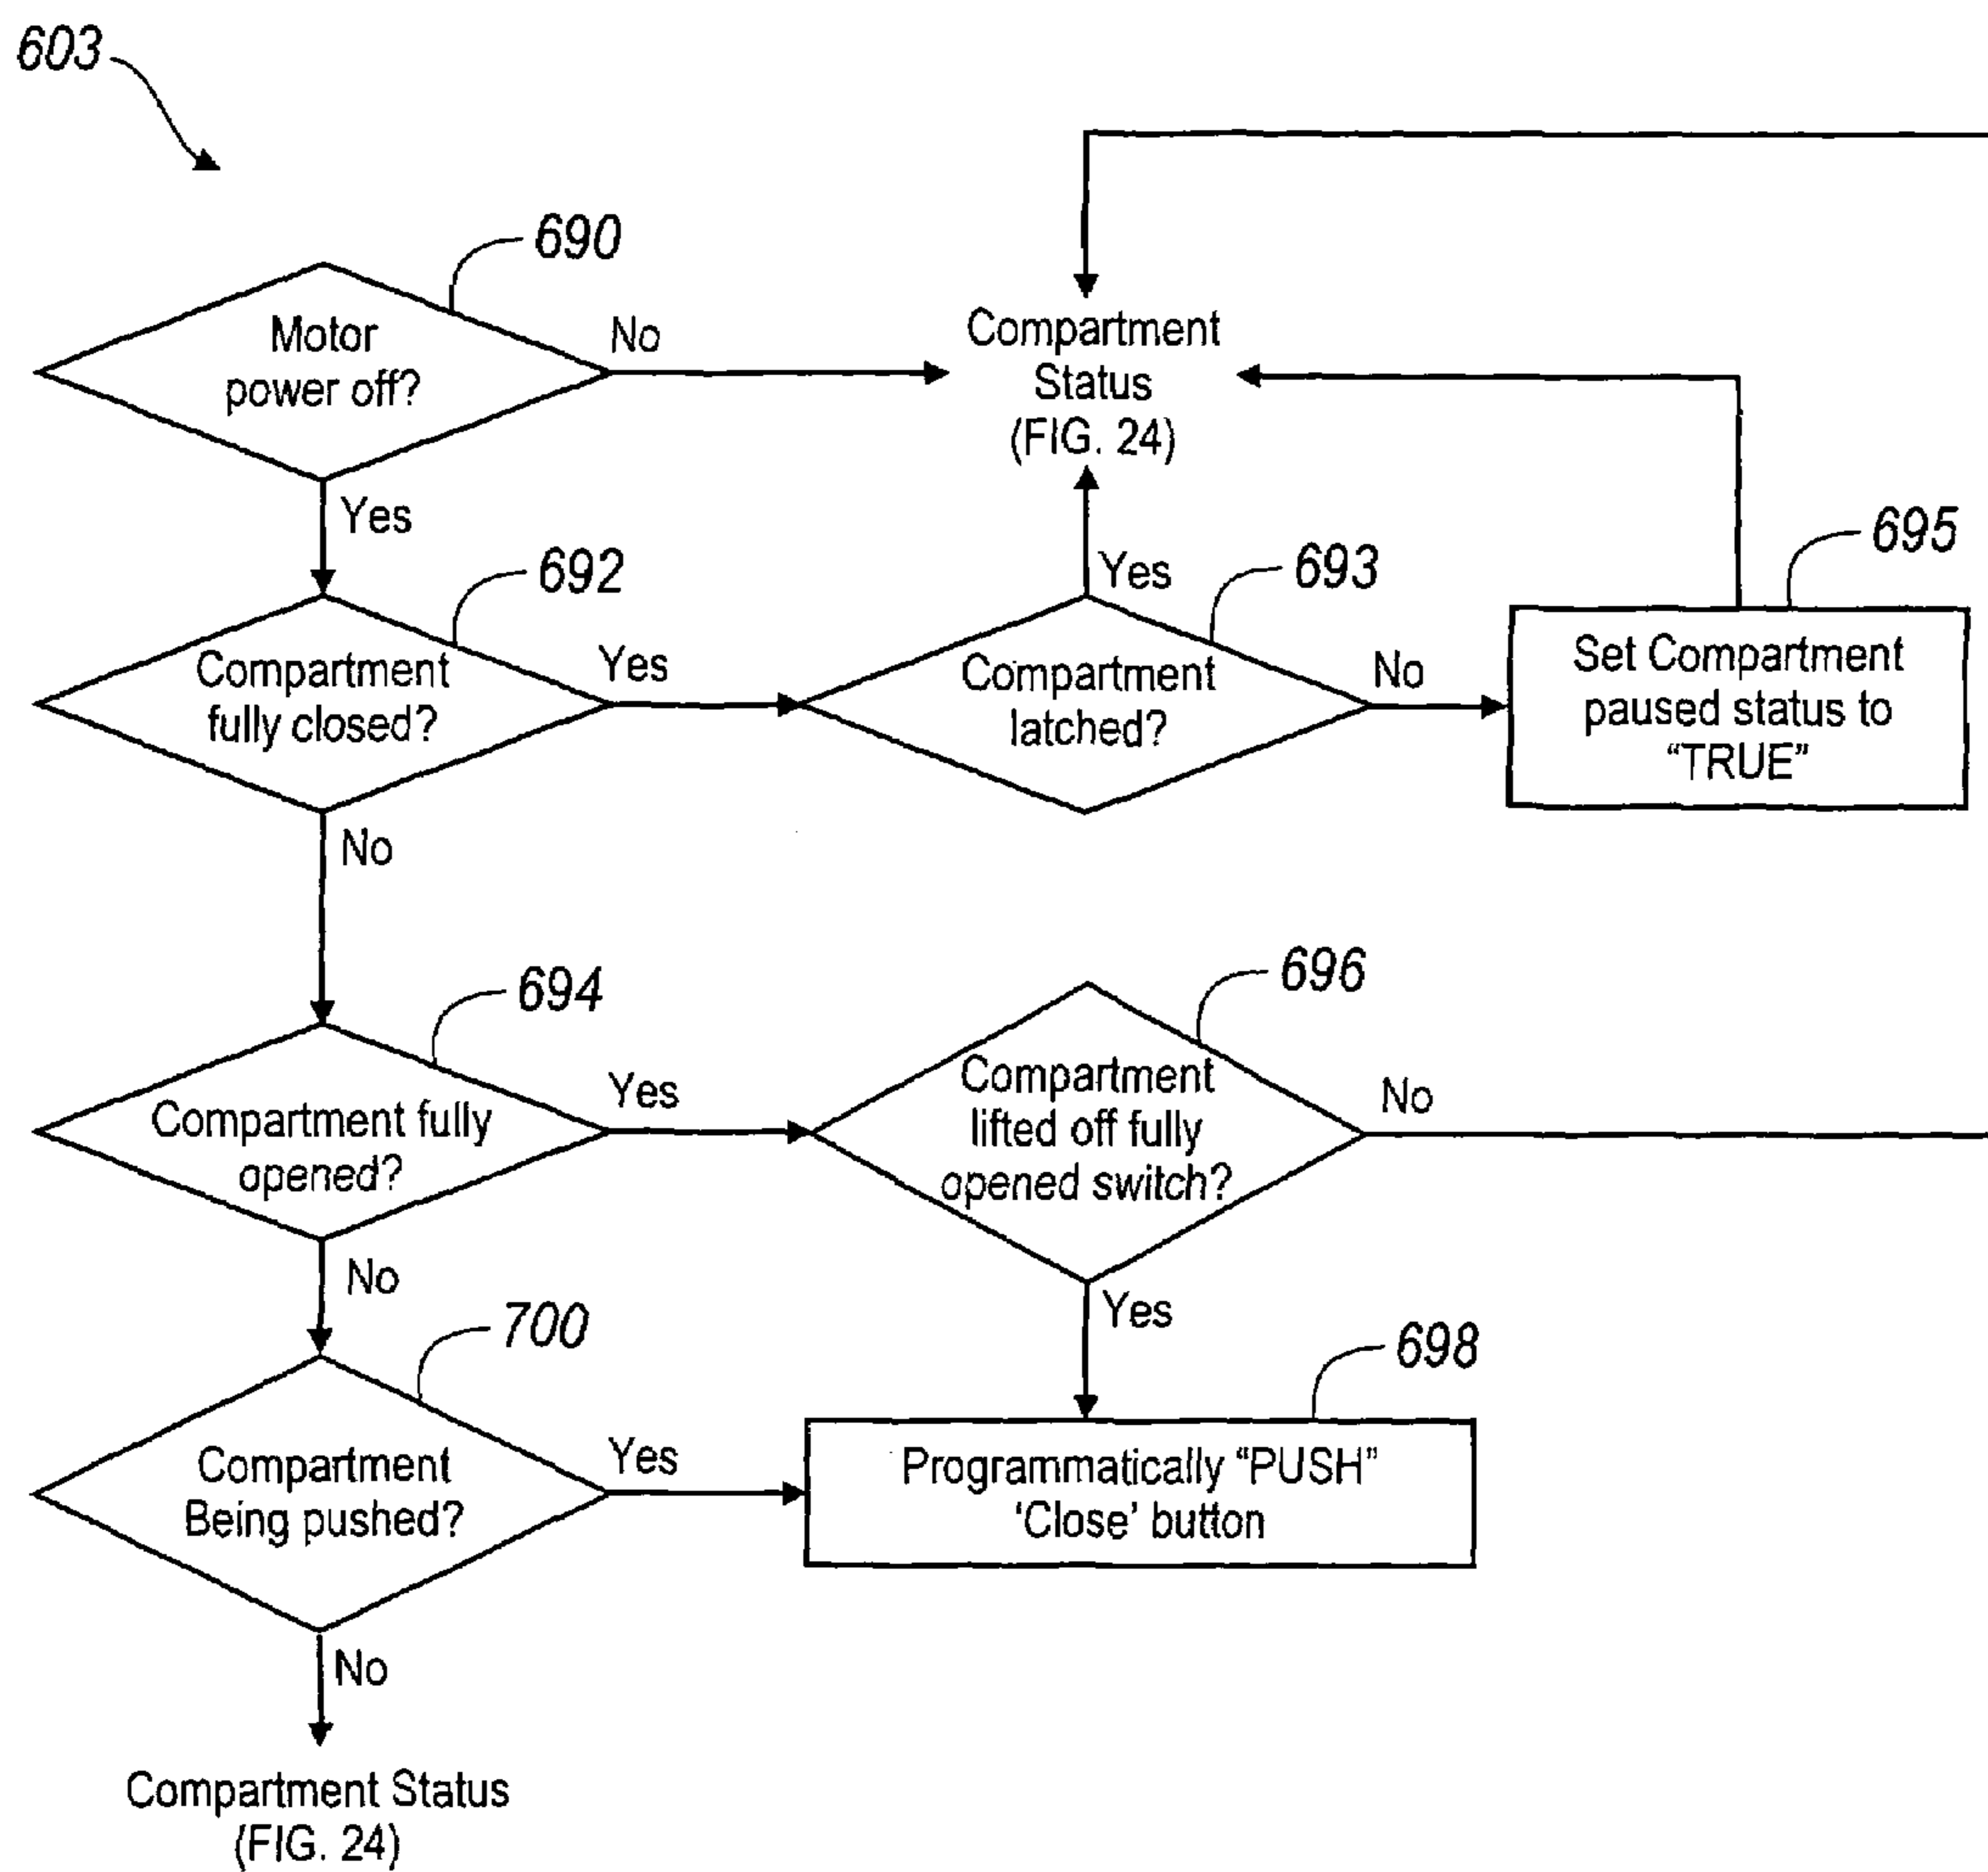 603
690
Motor
power off?
No
Compartment
Status
(FIG. 24)
Yes
692
Compartment
fully closed?
Yes
693
Compartment
latched?
Yes
No
695
Set Compartment
paused status to
“TRUE”
No
694
Compartment fully
opened?
Yes
696
Compartment
lifted off fully
opened switch?
No
No
Yes
700
Compartment
Being pushed?
Yes
698
Programmatically “PUSH”
‘Close’ button
No
Compartment Status
(FIG. 24)